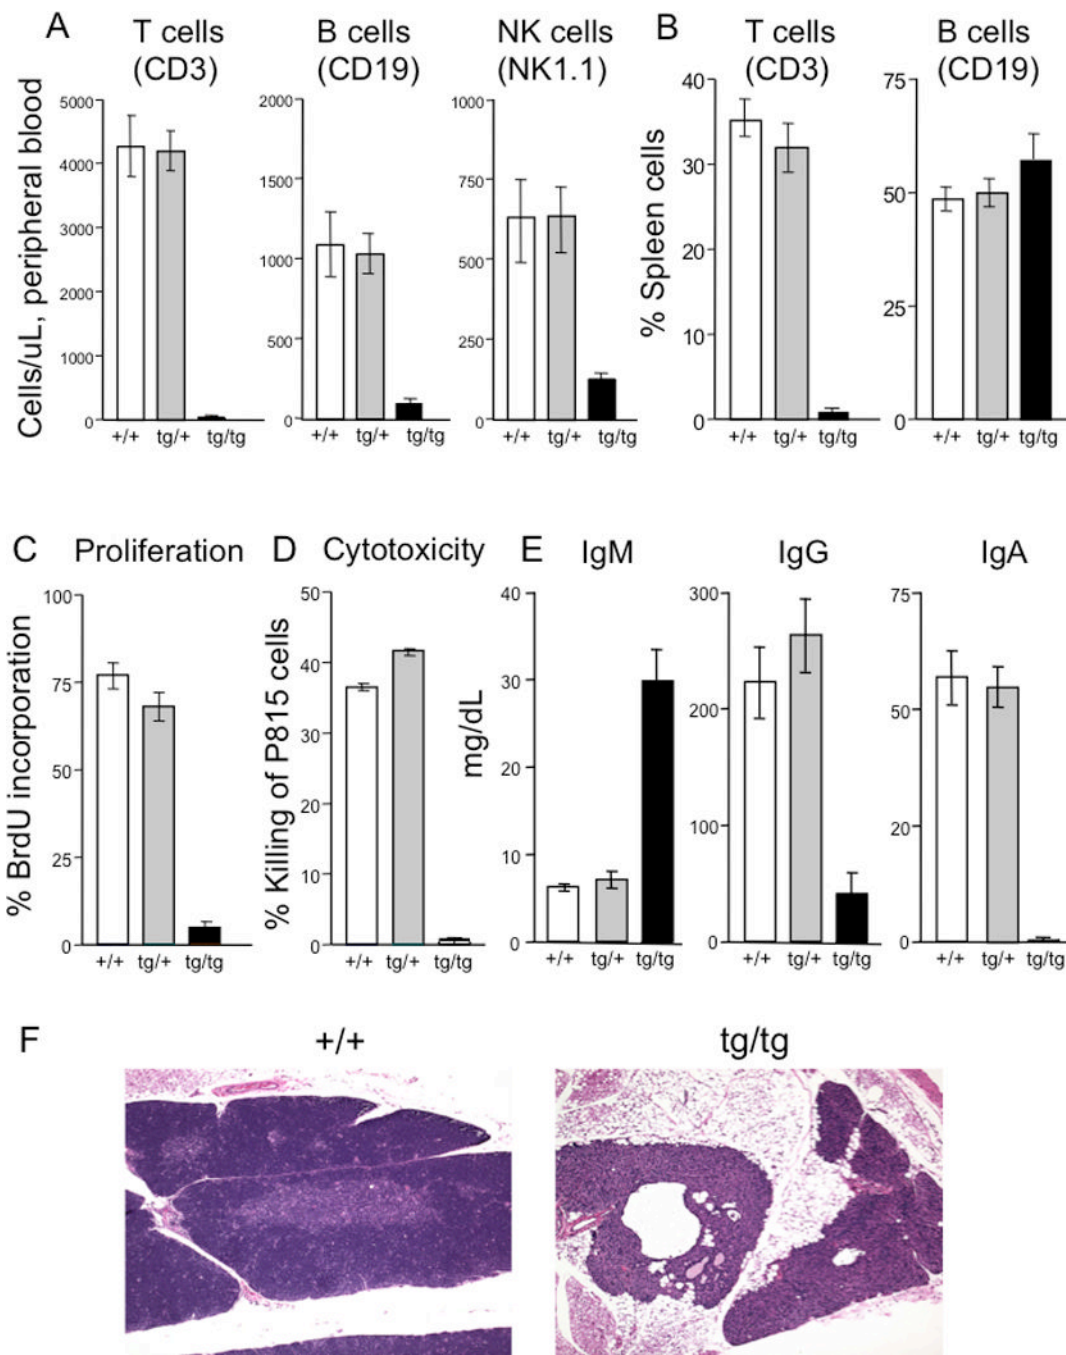 A
T cells
(CD3)
B cells
(CD19)
NK cells
(NK1.1)
Cells/uL, peripheral blood
5000
4000
3000
2000
1000
0
+/+ tg/+ tg/tg
2000
1500
1000
500
0
+/+ tg/+ tg/tg
1000
750
500
250
0
+/+ tg/+ tg/tg
B
T cells
(CD3)
B cells
(CD19)
% Spleen cells
40
30
20
10
0
+/+ tg/+ tg/tg
75
50
25
0
+/+ tg/+ tg/tg
C Proliferation
% BrdU incorporation
100
75
50
25
0
+/+ tg/+ tg/tg
D Cytotoxicity
% Killing of P815 cells
50
40
30
20
10
0
+/+ tg/+ tg/tg
E
IgM
IgG
IgA
mg/dL
40
30
20
10
0
+/+ tg/+ tg/tg
300
200
100
0
+/+ tg/+ tg/tg
75
50
20
0
+/+ tg/+ tg/tg
F
+/+
tg/tg